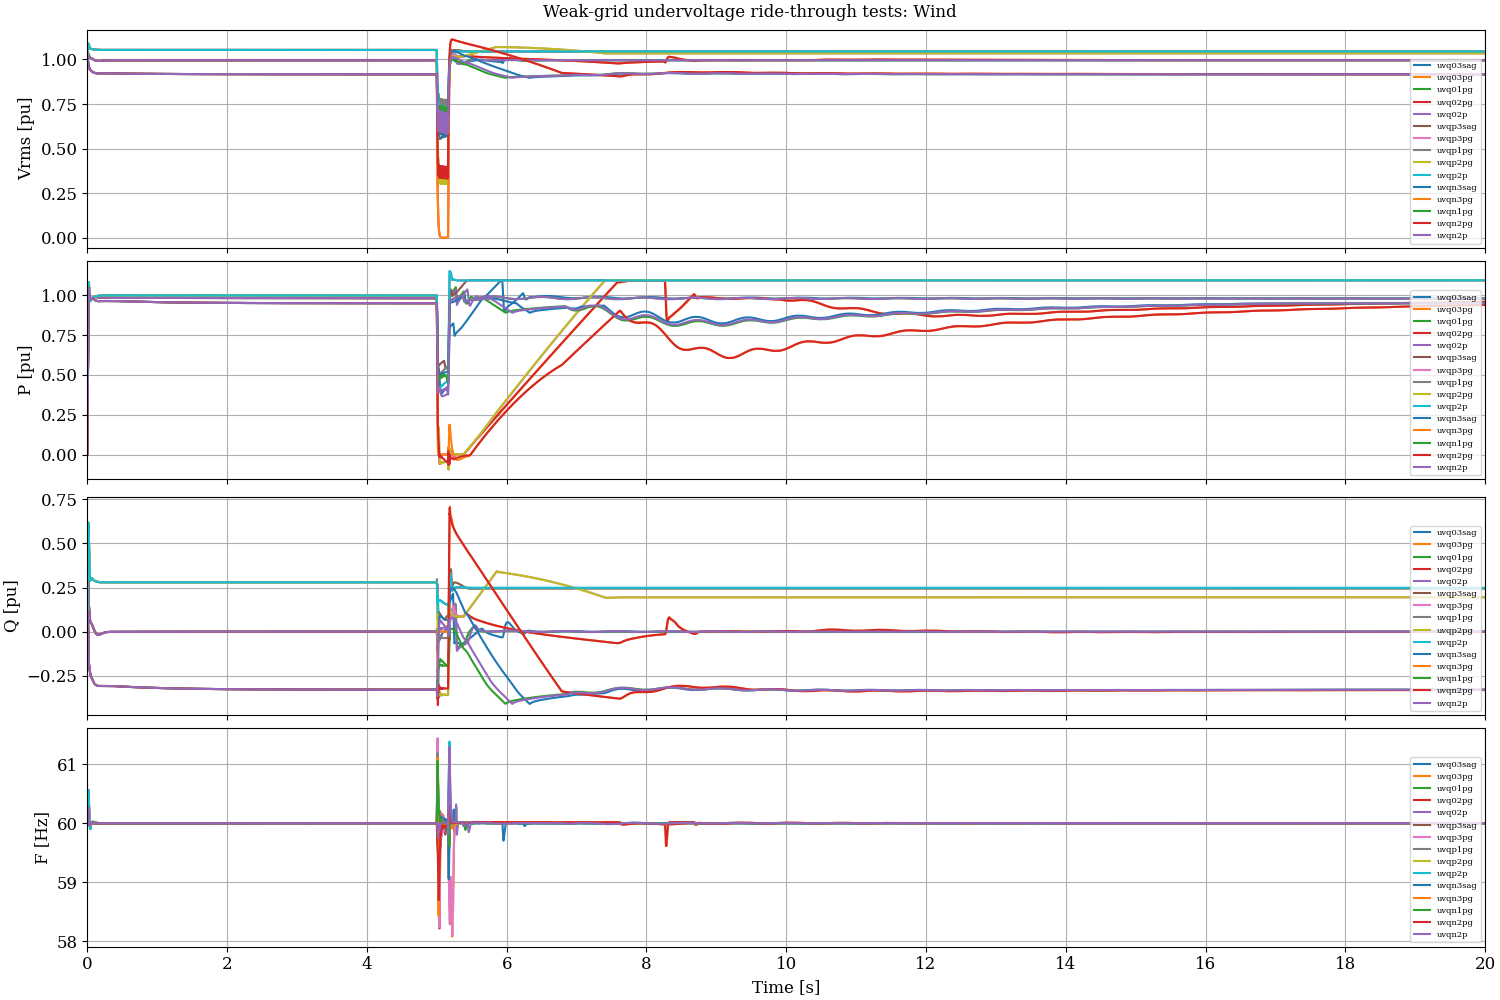 Weak-grid undervoltage ride-through tests: Wind
Vrms [pu]
1.00
0.75
0.50
0.25
0.00
uvq03sag
uvq03pg
uvq01pg
uvq02pg
uvq02p
uvqp3sag
uvqp3pg
uvqp1pg
uvqp2pg
uvqp2p
uvqn3sag
uvqn3pg
uvqn1pg
uvqn2pg
uvqn2p
P [pu]
1.00
0.75
0.50
0.25
0.00
uvq03sag
uvq03pg
uvq01pg
uvq02pg
uvq02p
uvqp3sag
uvqp3pg
uvqp1pg
uvqp2pg
uvqp2p
uvqn3sag
uvqn3pg
uvqn1pg
uvqn2pg
uvqn2p
Q [pu]
0.75
0.50
0.25
0.00
−0.25
uvq03sag
uvq03pg
uvq01pg
uvq02pg
uvq02p
uvqp3sag
uvqp3pg
uvqp1pg
uvqp2pg
uvqp2p
uvqn3sag
uvqn3pg
uvqn1pg
uvqn2pg
uvqn2p
F [Hz]
61
60
59
58
uvq03sag
uvq03pg
uvq01pg
uvq02pg
uvq02p
uvqp3sag
uvqp3pg
uvqp1pg
uvqp2pg
uvqp2p
uvqn3sag
uvqn3pg
uvqn1pg
uvqn2pg
uvqn2p
0 2 4 6 8 10 12 14 16 18 20
Time [s]